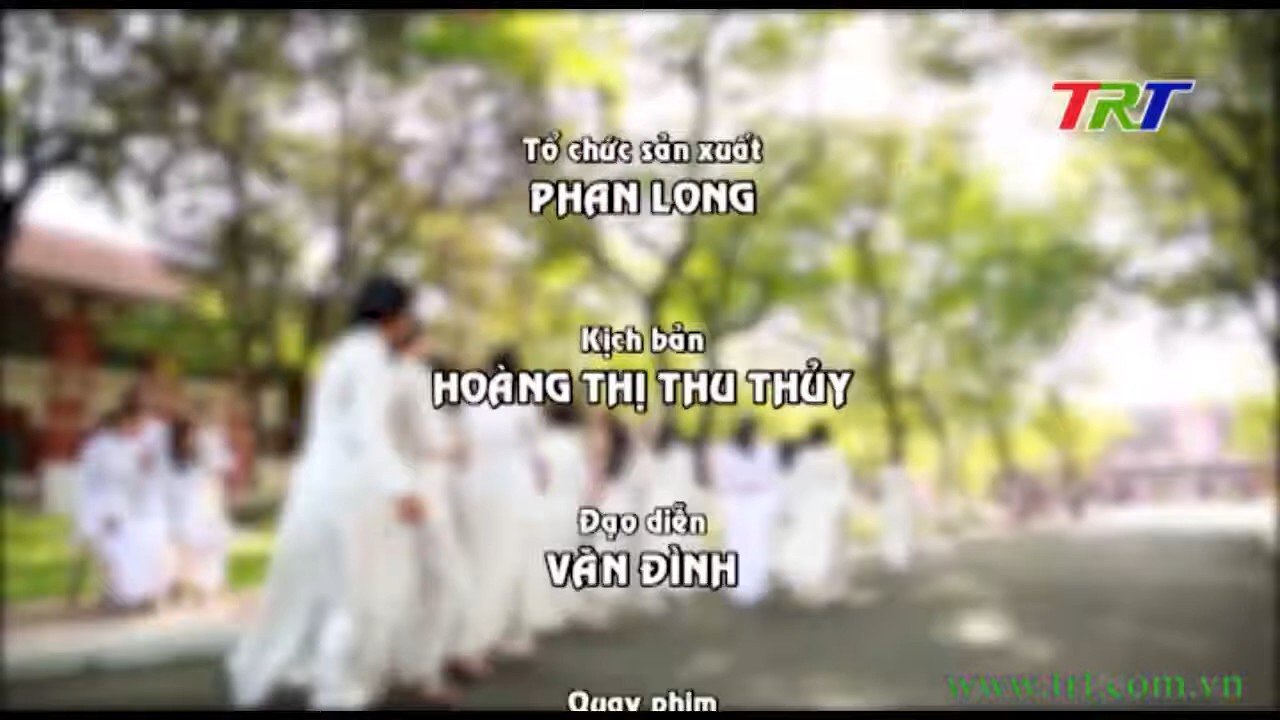 TRT
Tổ chức sản xuất
PHAN LONG
Kịch bản
HOÀNG THỊ THU THỦY
Đạo diễn
VĂN ĐÌNH
Quay phim
www.trt.com.vn